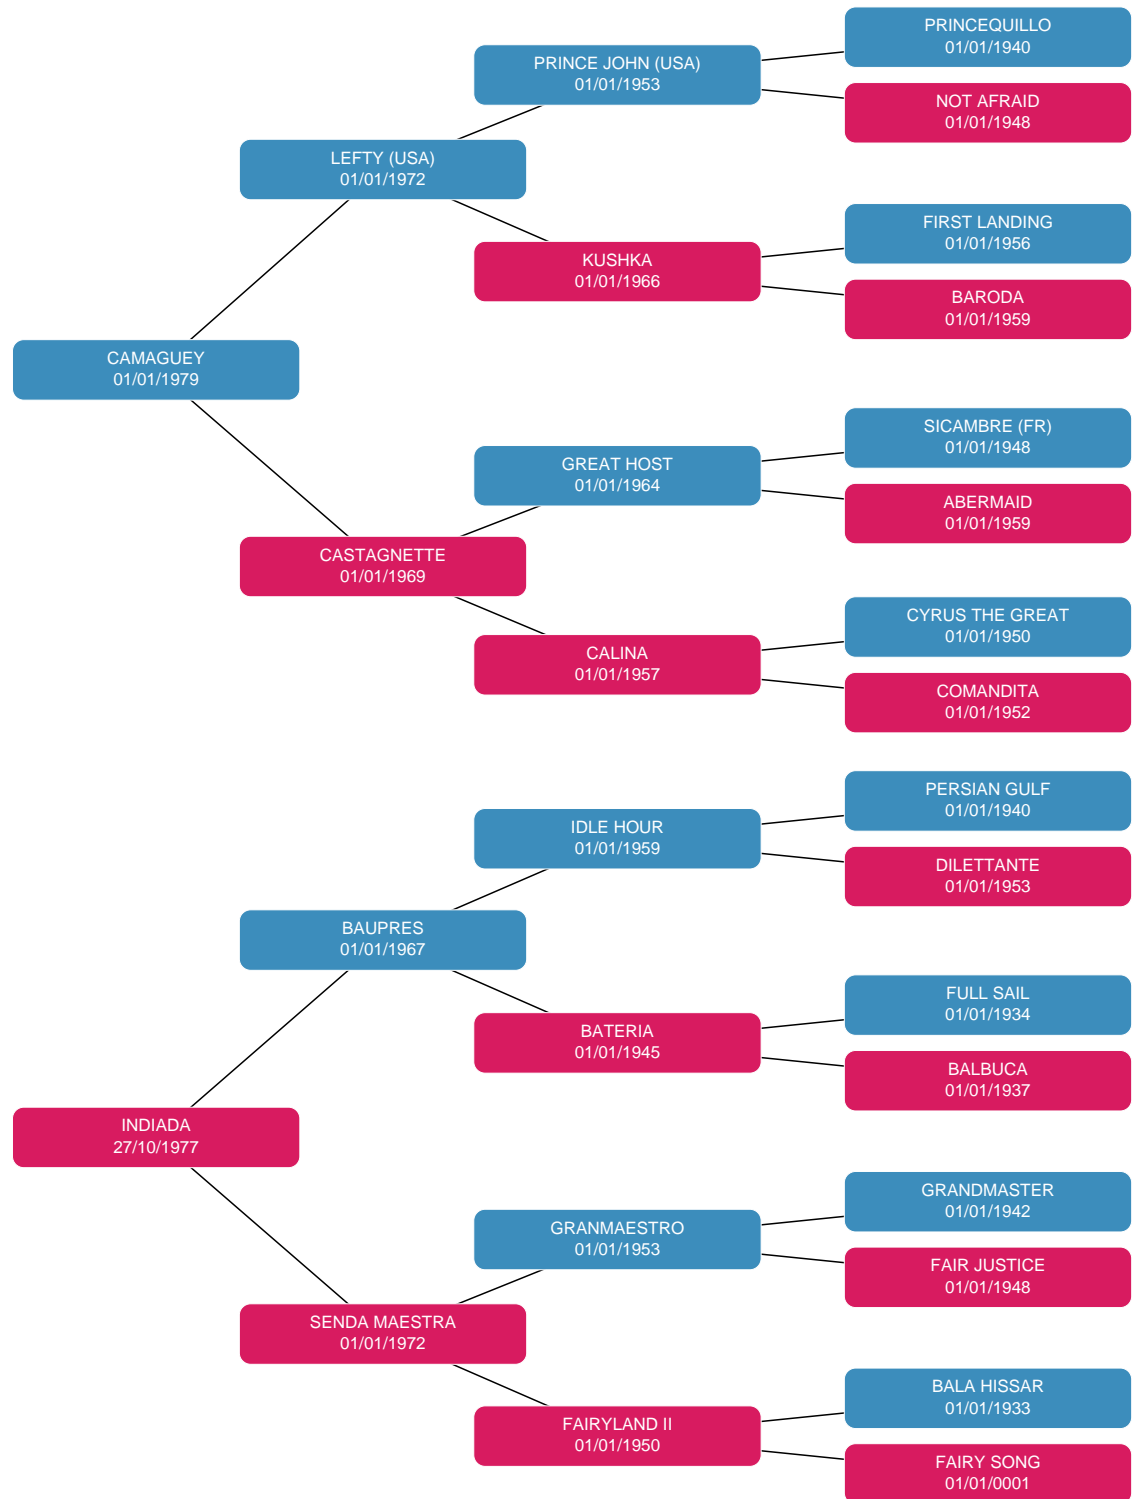 PRINCEQUILLO
01/01/1940
PRINCE JOHN (USA)
01/01/1953
NOT AFRAID
01/01/1948
LEFTY (USA)
01/01/1972
FIRST LANDING
01/01/1956
KUSHKA
01/01/1966
BARODA
01/01/1959
CAMAGUEY
01/01/1979
SICAMBRE (FR)
01/01/1948
GREAT HOST
01/01/1964
ABERMAID
01/01/1959
CASTAGNETTE
01/01/1969
CYRUS THE GREAT
01/01/1950
CALINA
01/01/1957
COMANDITA
01/01/1952
PERSIAN GULF
01/01/1940
IDLE HOUR
01/01/1959
DILETTANTE
01/01/1953
BAUPRES
01/01/1967
FULL SAIL
01/01/1934
BATERIA
01/01/1945
BALBUCA
01/01/1937
INDIADA
27/10/1977
GRANDMASTER
01/01/1942
GRANMAESTRO
01/01/1953
FAIR JUSTICE
01/01/1948
SENDA MAESTRA
01/01/1972
BALA HISSAR
01/01/1933
FAIRYLAND II
01/01/1950
FAIRY SONG
01/01/0001